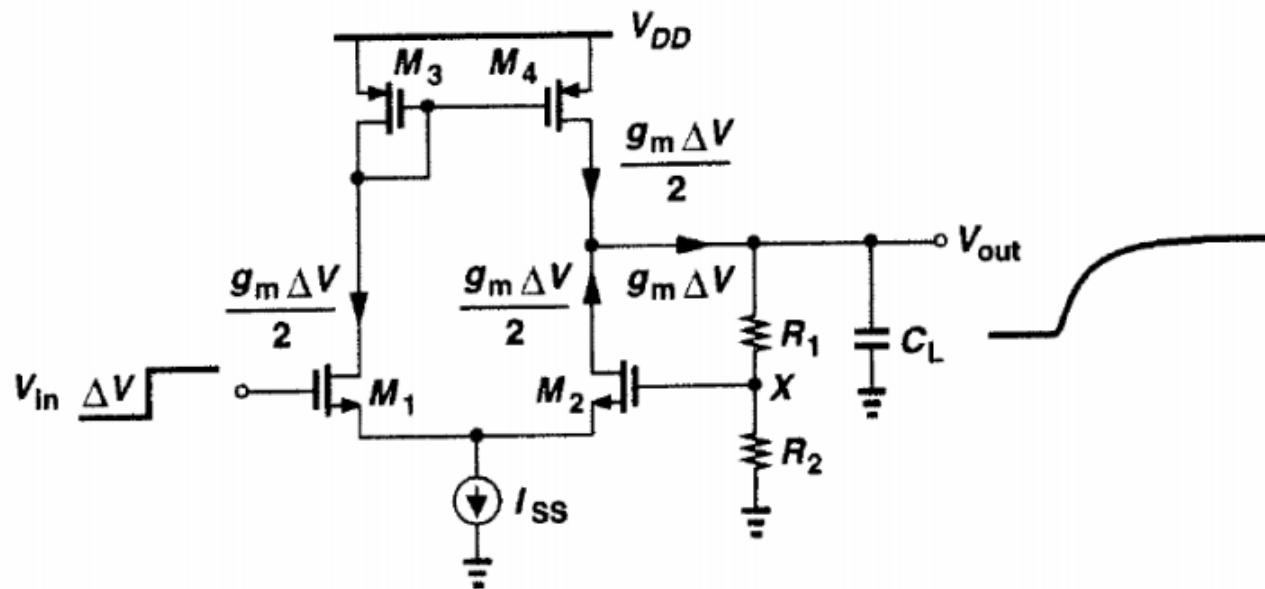 V_DD
M_3 M_4
g_m ΔV
2
V_out
g_m ΔV
2
g_m ΔV
2
g_m ΔV
R_1
C_L
V_in ΔV
M_1
M_2
X
R_2
I_SS